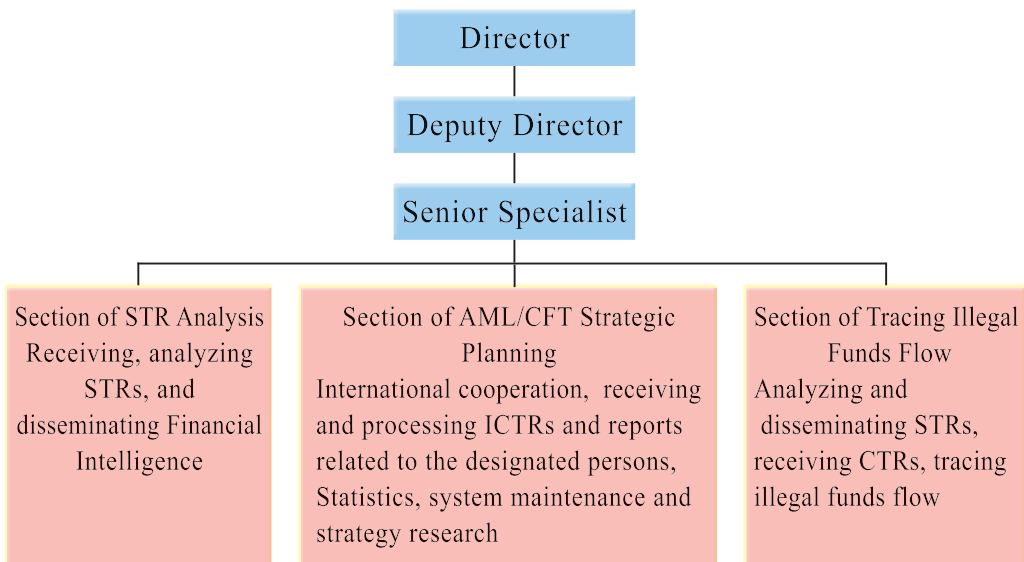 Director
Deputy Director
Senior Specialist
Section of STR Analysis
Receiving, analyzing
STRs, and
disseminating Financial
Intelligence
Section of AML/CFT Strategic
Planning
International cooperation, receiving
and processing ICTRs and reports
related to the designated persons,
Statistics, system maintenance and
strategy research
Section of Tracing Illegal
Funds Flow
Analyzing and
disseminating STRs,
receiving CTRs, tracing
illegal funds flow